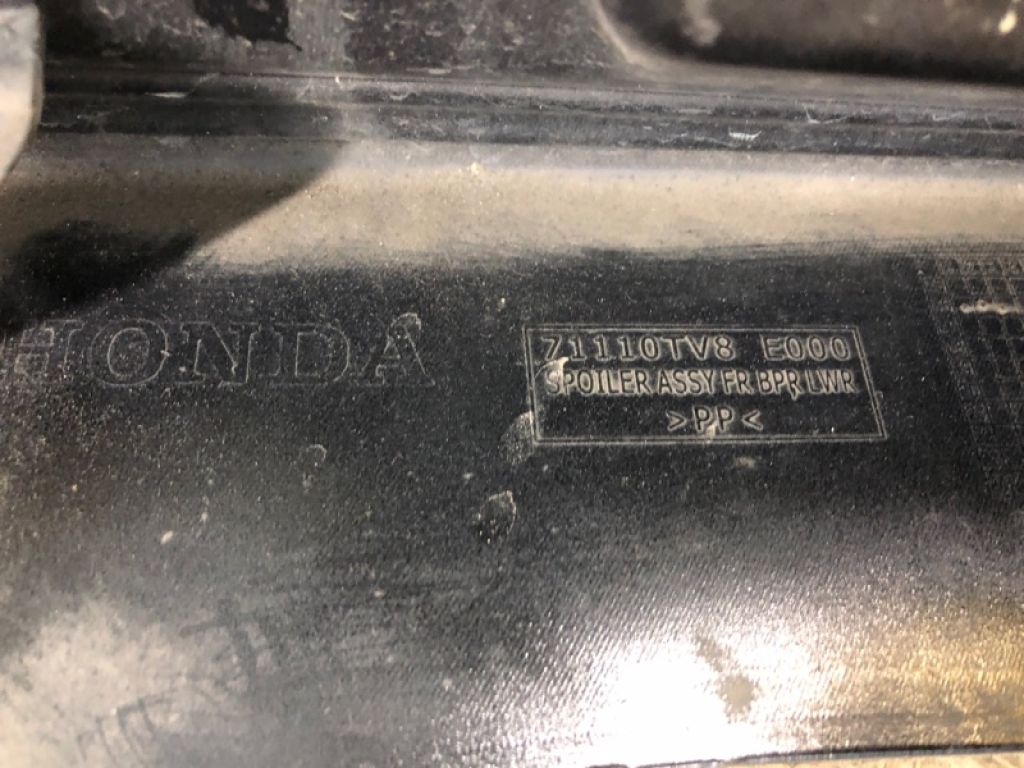 HONDA
71110TV8 E000
SPOILER ASSY FR BPR LWR
>PP<